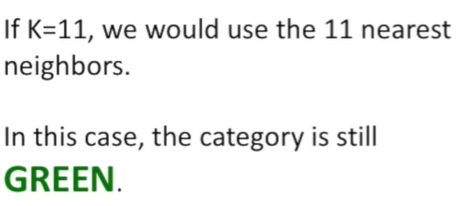 If K=11, we would use the 11 nearest
neighbors.
In this case, the category is still
GREEN.